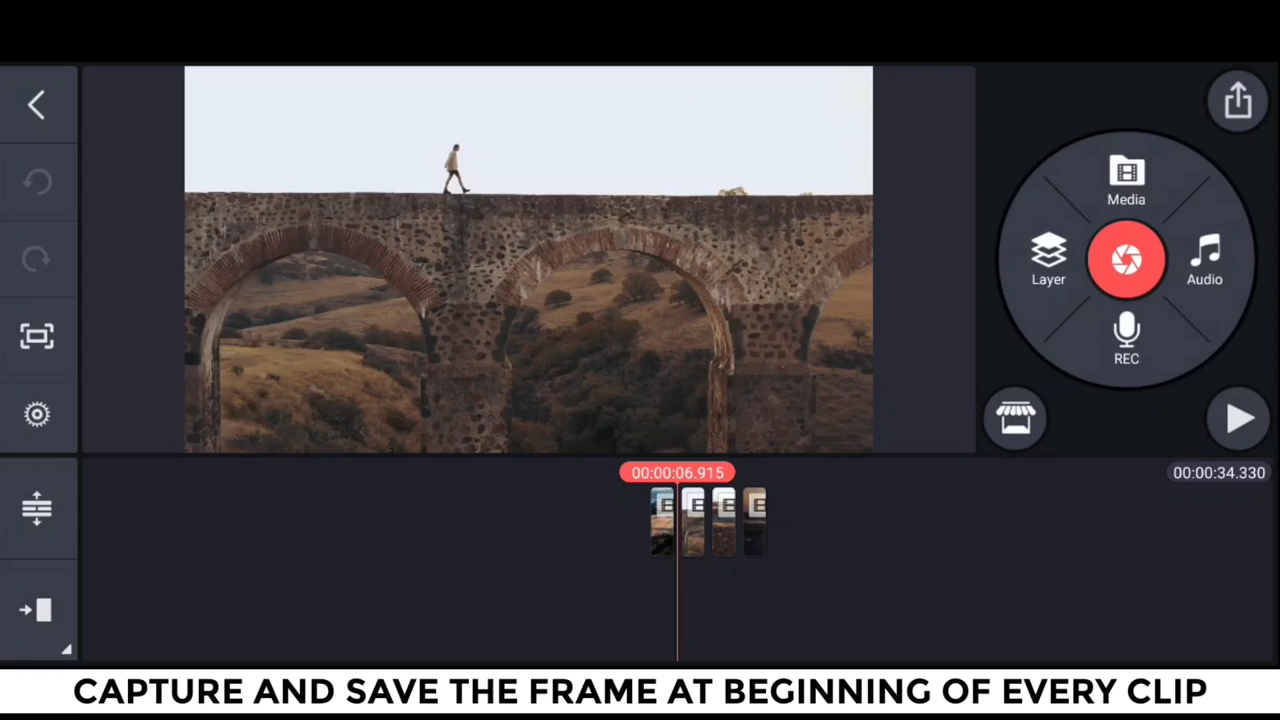 Media
Layer
Audio
REC
00:00:06.915
00:00:34.330
CAPTURE AND SAVE THE FRAME AT BEGINNING OF EVERY CLIP